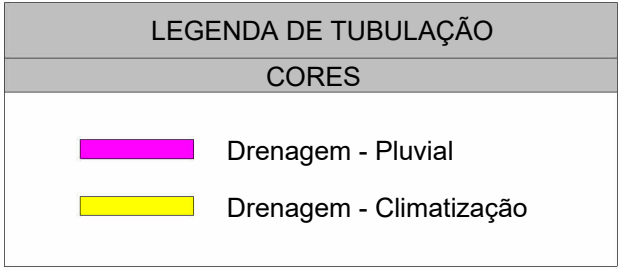 LEGENDA DE TUBULAÇÃO
CORES
Drenagem - Pluvial
Drenagem - Climatização